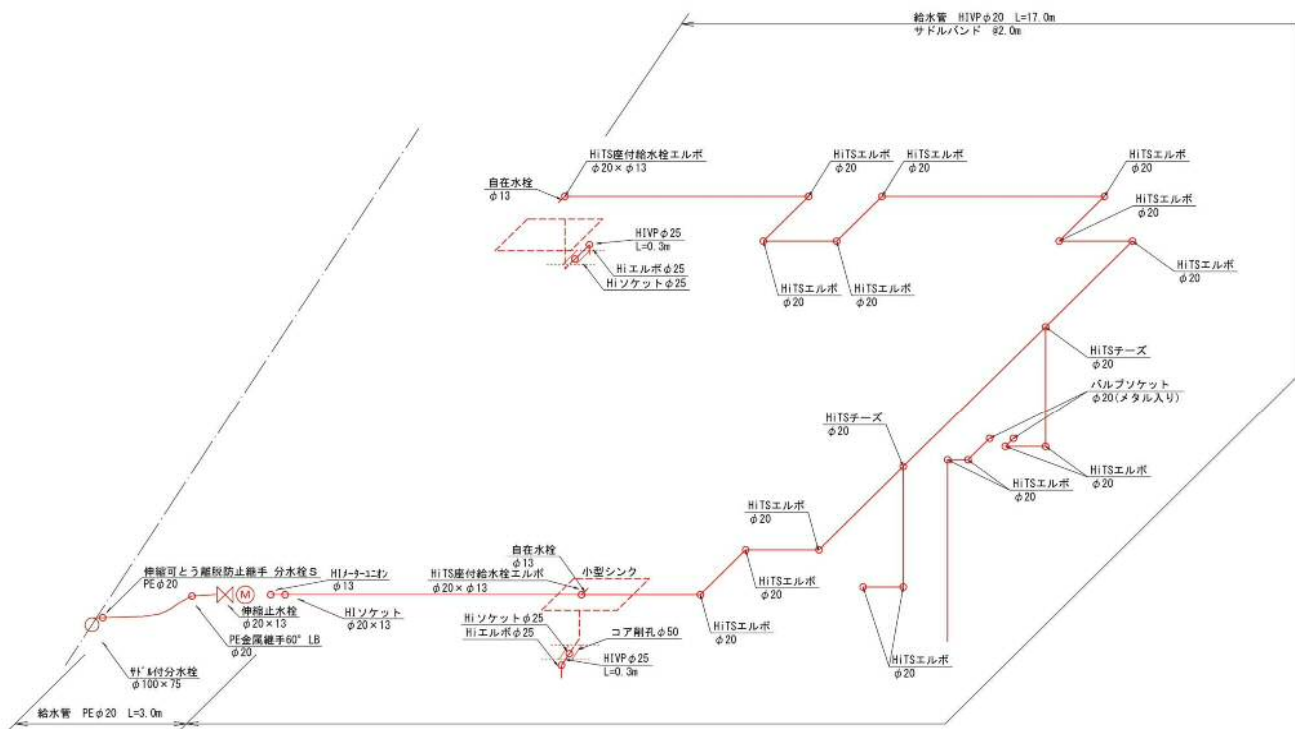 給水管 HIVPφ20 L=17.0m
サドルバンド @2.0m
HiTS座付給水栓エルボ
φ20×φ13
HiTSエルボ
φ20
HiTSエルボ
φ20
HiTSエルボ
φ20
自在水栓
φ13
HiTSエルボ
φ20
HIVPφ25
L=0.3m
Hiエルボφ25
Hiソケットφ25
HiTSエルボ
φ20
HiTSエルボ
φ20
HiTSエルボ
φ20
HiTSチーズ
φ20
バルブソケット
φ20(メタル入り)
HiTSチーズ
φ20
HiTSエルボ
φ20
HiTSエルボ
φ20
HiTSエルボ
φ20
自在水栓
φ13
小型シンク
伸縮可とう離脱防止継手 分水栓S
PEφ20
HIメーターユニオン
φ13
HiTS座付給水栓エルボ
φ20×φ13
HiTSエルボ
φ20
M
伸縮止水栓
φ20×13
HIソケット
φ20×13
PE金属継手60°LB
φ20
Hiソケットφ25
Hiエルボφ25
コア削孔φ50
HIVPφ25
L=0.3m
HiTSエルボ
φ20
HiTSエルボ
φ20
サドル付分水栓
φ100×75
給水管 PEφ20 L=3.0m